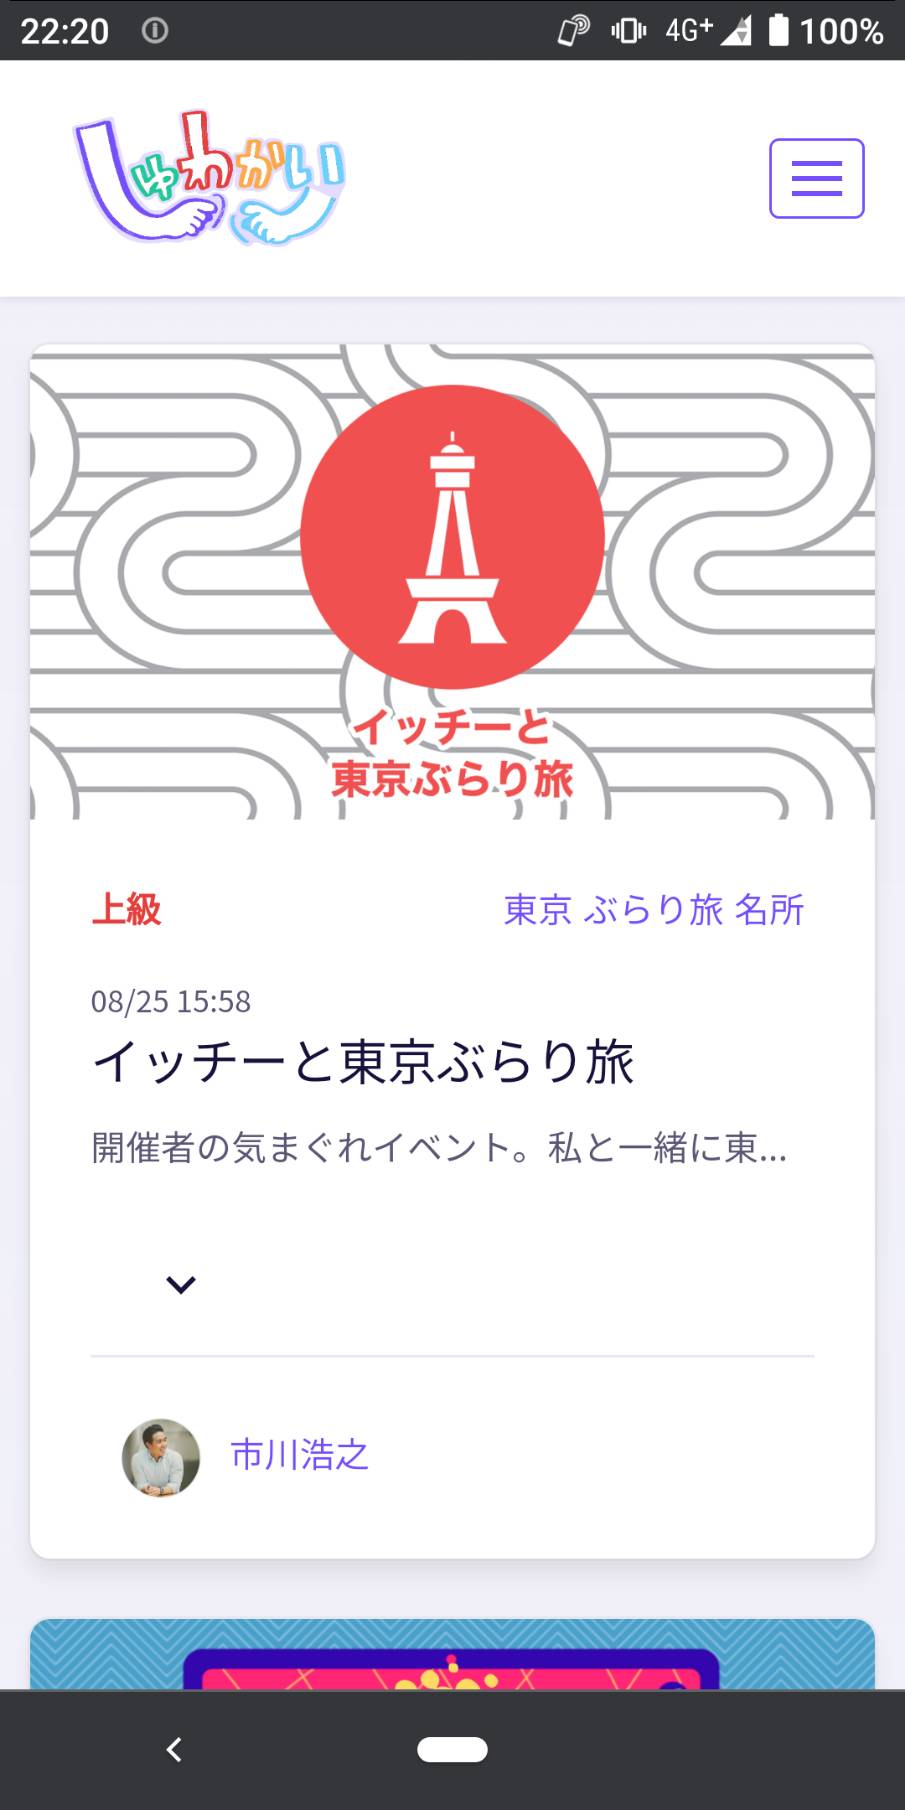 22:20
4G+
100%
しゅわかい
イッチーと
東京ぶらり旅
上級
東京 ぶらり旅 名所
08/25 15:58
イッチーと東京ぶらり旅
開催者の気まぐれイベント。私と一緒に東...
市川浩之